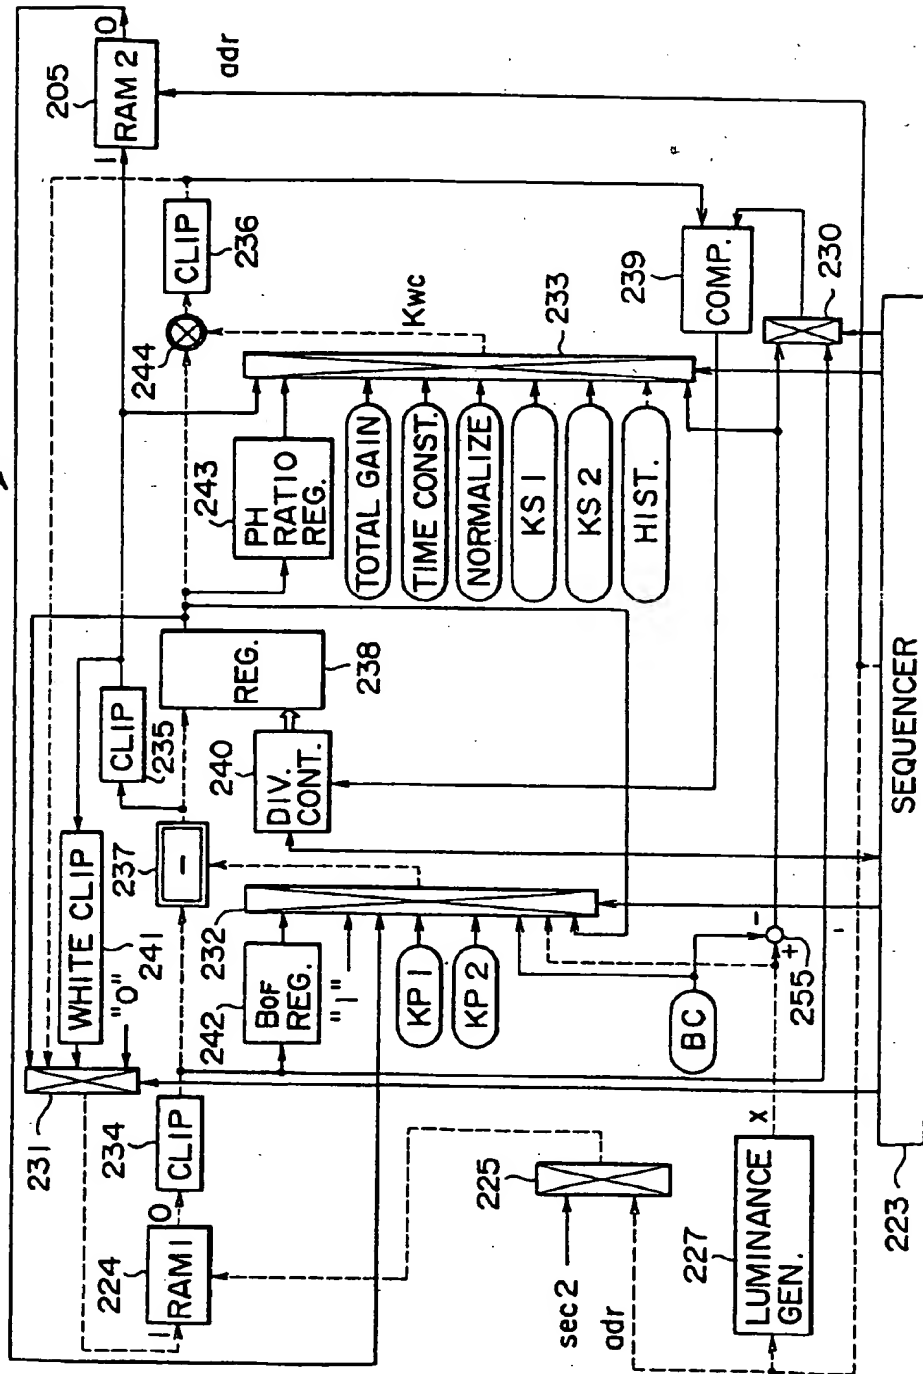 205
RAM 2
I
O
adr
CLIP
236
244
Kwc
233
COMP.
239
230
243
PH
RATIO
REG.
TOTAL GAIN
TIME CONST.
NORMALIZE
KS 1
KS 2
HIST.
CLIP
235
REG.
238
DIV.
CONT.
240
WHITE CLIP
241
"0"
237
−
232
BOF
REG.
242
"1"
KP 1
KP 2
BC
−
+
255
231
CLIP
234
RAM 1
224
I
O
225
sec 2
adr
LUMINANCE
GEN.
227
X
SEQUENCER
223